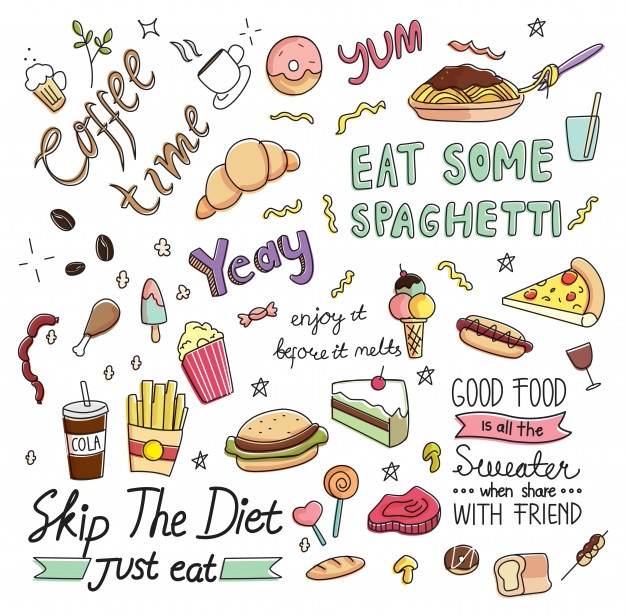 YUM
Coffee
time
EAT SOME
SPAGHETTI
Yeay
enjoy it
before it melts
GOOD FOOD
is all the
Sweater
when share
WITH FRIEND
COLA
Skip The Diet
Just eat